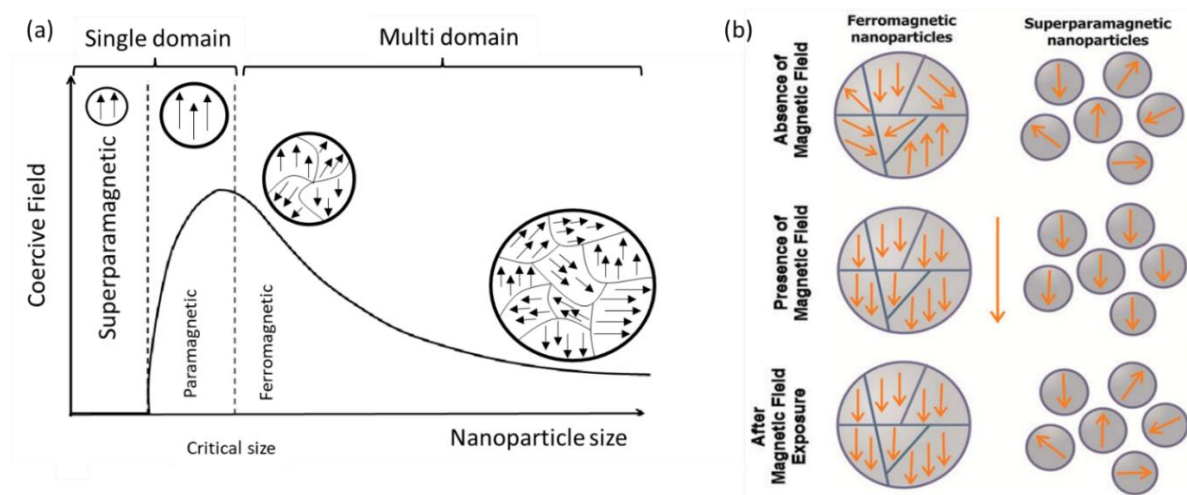 (a)
Single domain
Multi domain
Coercive Field
Superparamagnetic
Paramagnetic
Ferromagnetic
Critical size
Nanoparticle size
(b)
Ferromagnetic
nanoparticles
Superparamagnetic
nanoparticles
Absence of
Magnetic Field
Presence of
Magnetic Field
After
Magnetic Field
Exposure